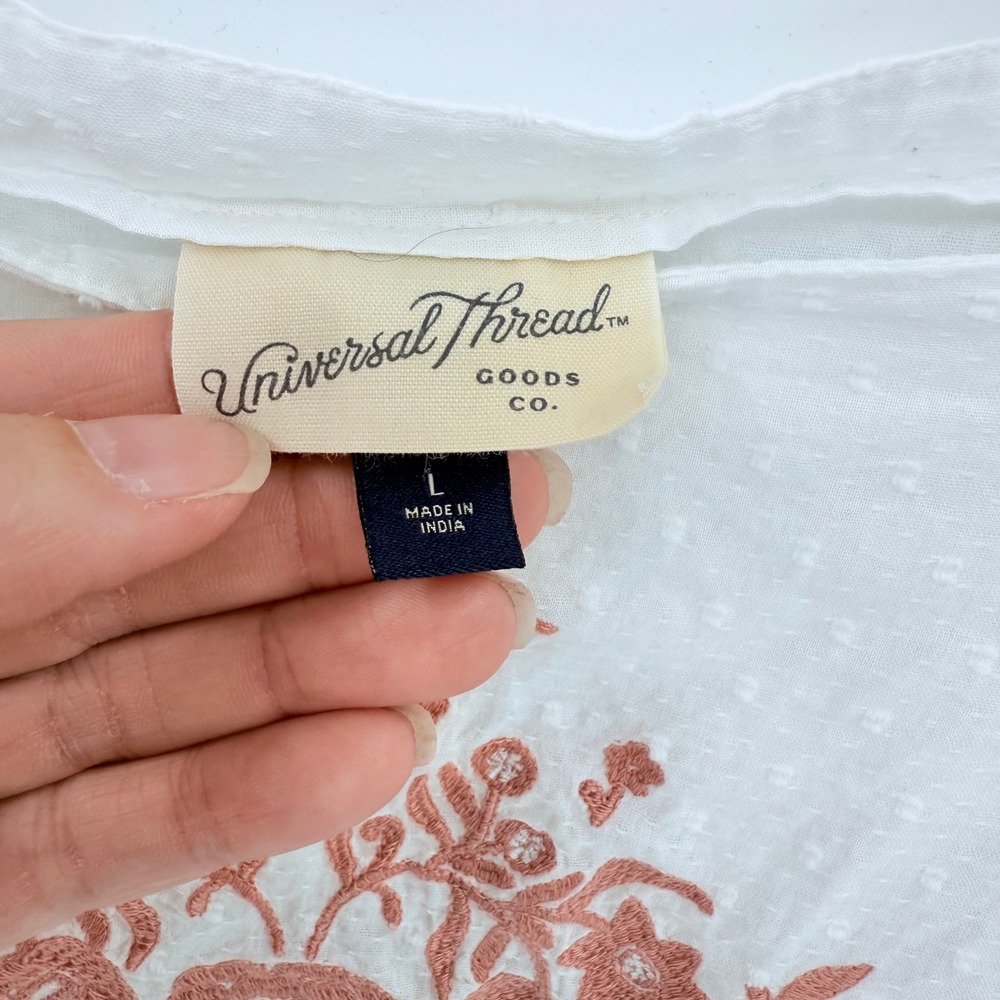 Universal Thread™
GOODS
CO.
L
MADE IN
INDIA